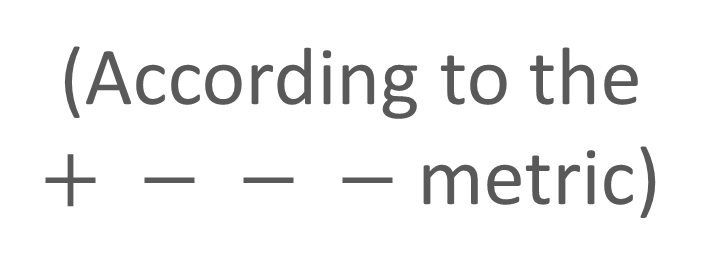 (According to the
+ − − − metric)